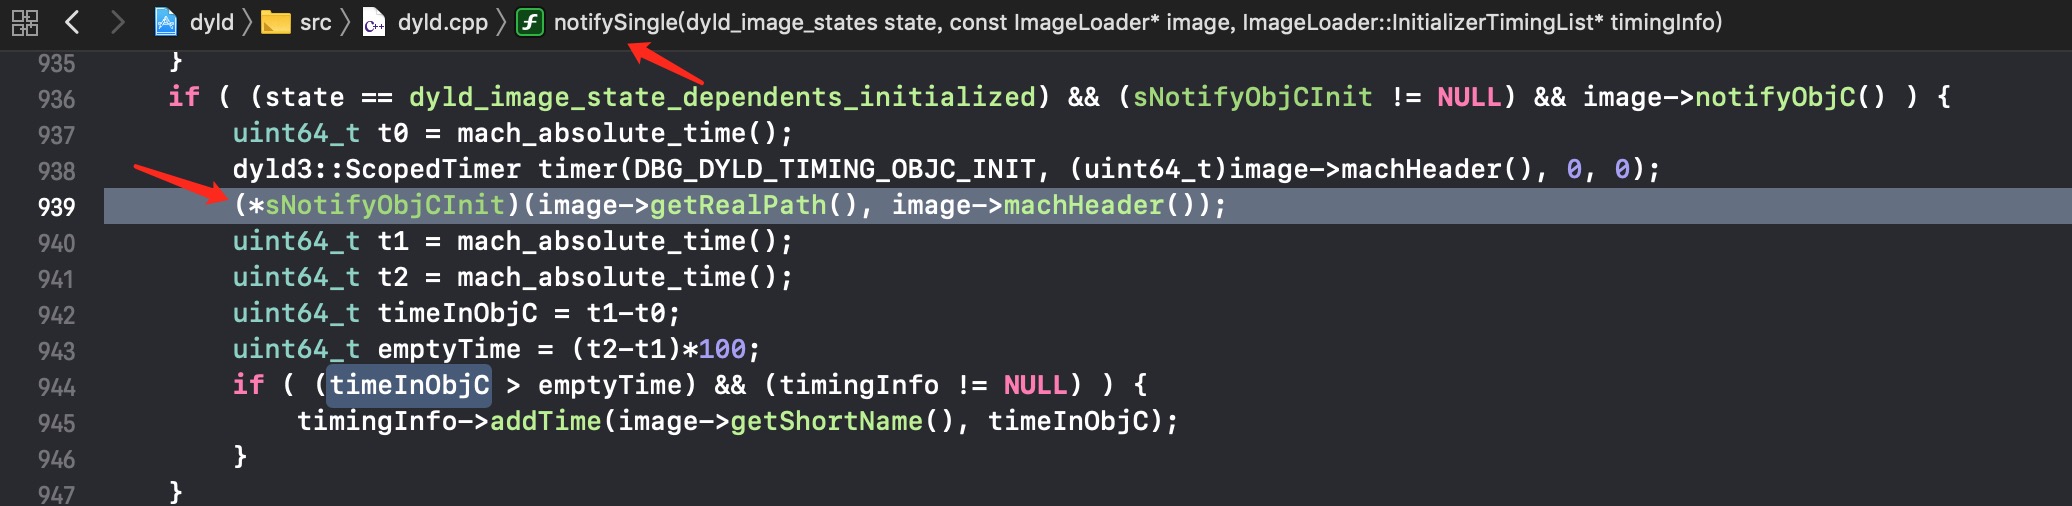 dyld src dyld.cpp notifySingle(dyld_image_states state, const ImageLoader* image, ImageLoader::InitializerTimingList* timingInfo)
935     }
936     if ( (state == dyld_image_state_dependents_initialized) && (sNotifyObjCInit != NULL) && image->notifyObjC() ) {
937         uint64_t t0 = mach_absolute_time();
938         dyld3::ScopedTimer timer(DBG_DYLD_TIMING_OBJC_INIT, (uint64_t)image->machHeader(), 0, 0);
939         (*sNotifyObjCInit)(image->getRealPath(), image->machHeader());
940         uint64_t t1 = mach_absolute_time();
941         uint64_t t2 = mach_absolute_time();
942         uint64_t timeInObjC = t1-t0;
943         uint64_t emptyTime = (t2-t1)*100;
944         if ( (timeInObjC > emptyTime) && (timingInfo != NULL) ) {
945             timingInfo->addTime(image->getShortName(), timeInObjC);
946         }
947     }